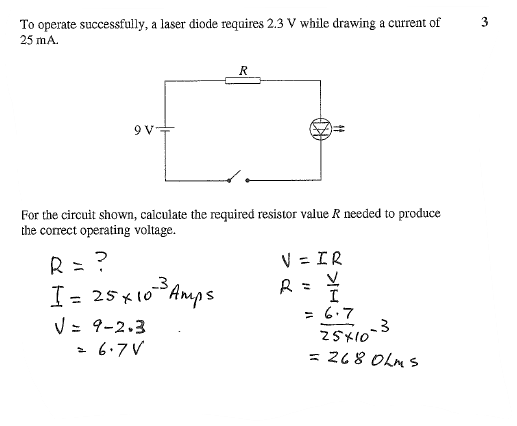 To operate successfully, a laser diode requires 2.3 V while drawing a current of 3
25 mA.
R
9 V
For the circuit shown, calculate the required resistor value R needed to produce
the correct operating voltage.
R = ?
I = 25 × 10⁻³ Amps
V = 9-2.3
= 6.7 V
V = IR
R = V/I
= 6.7
25×10⁻³
= 268 Ohms